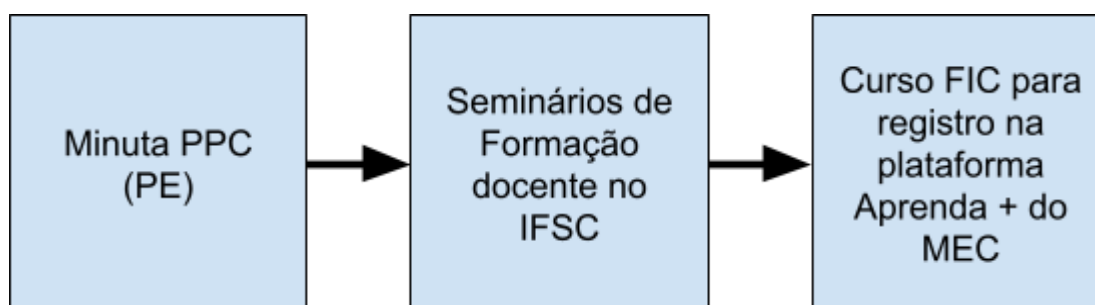 Minuta PPC
(PE)
Seminários de
Formação
docente no
IFSC
Curso FIC para
registro na
plataforma
Aprenda + do
MEC